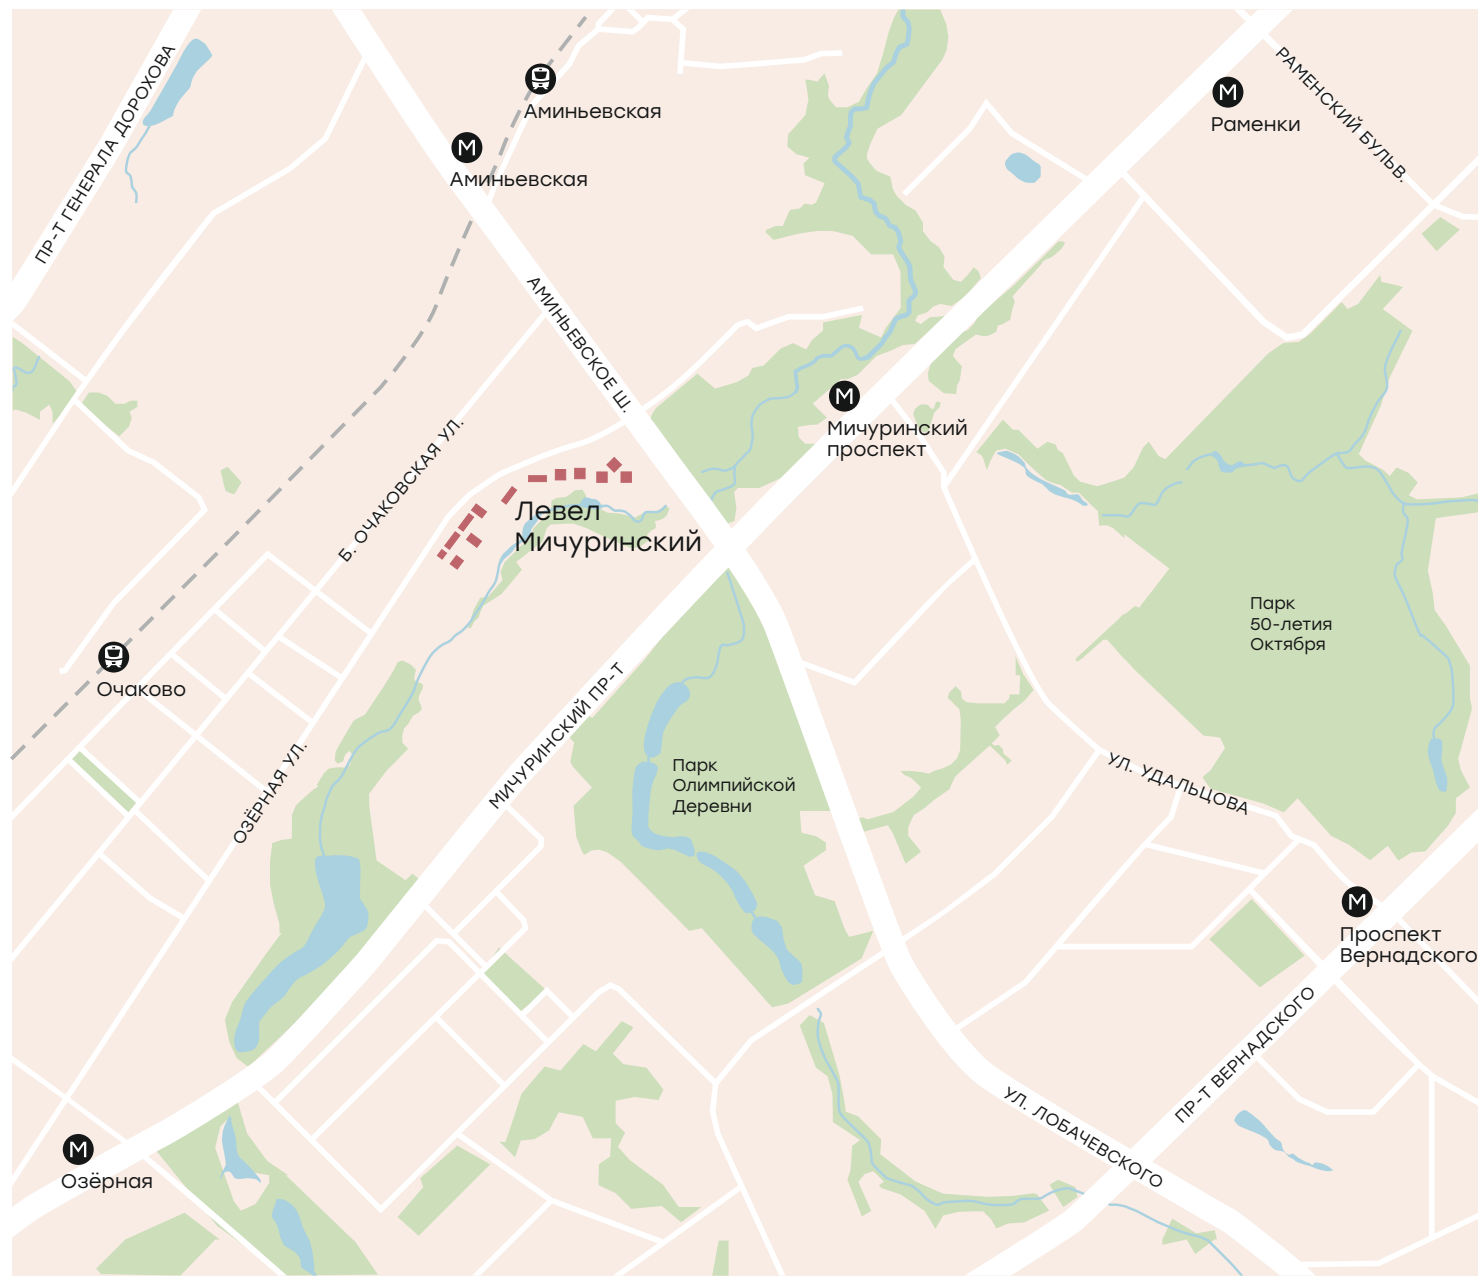 ПР-Т ГЕНЕРАЛА ДОРОХОВА
Аминьевская
М
Аминьевская
М
Раменки
М
РАМЕНСКИЙ БУЛЬВ.
АМИНЬЕВСКОЕ Ш.
М
Мичуринский
проспект
Б. ОЧАКОВСКАЯ УЛ.
Левел
Мичуринский
Парк
50-летия
Октября
Очаково
МИЧУРИНСКИЙ ПР-Т
ОЗЁРНАЯ УЛ.
Парк
Олимпийской
Деревни
УЛ. УДАЛЬЦОВА
М
Проспект
Вернадского
ПР-Т ВЕРНАДСКОГО
УЛ. ЛОБАЧЕВСКОГО
М
Озёрная